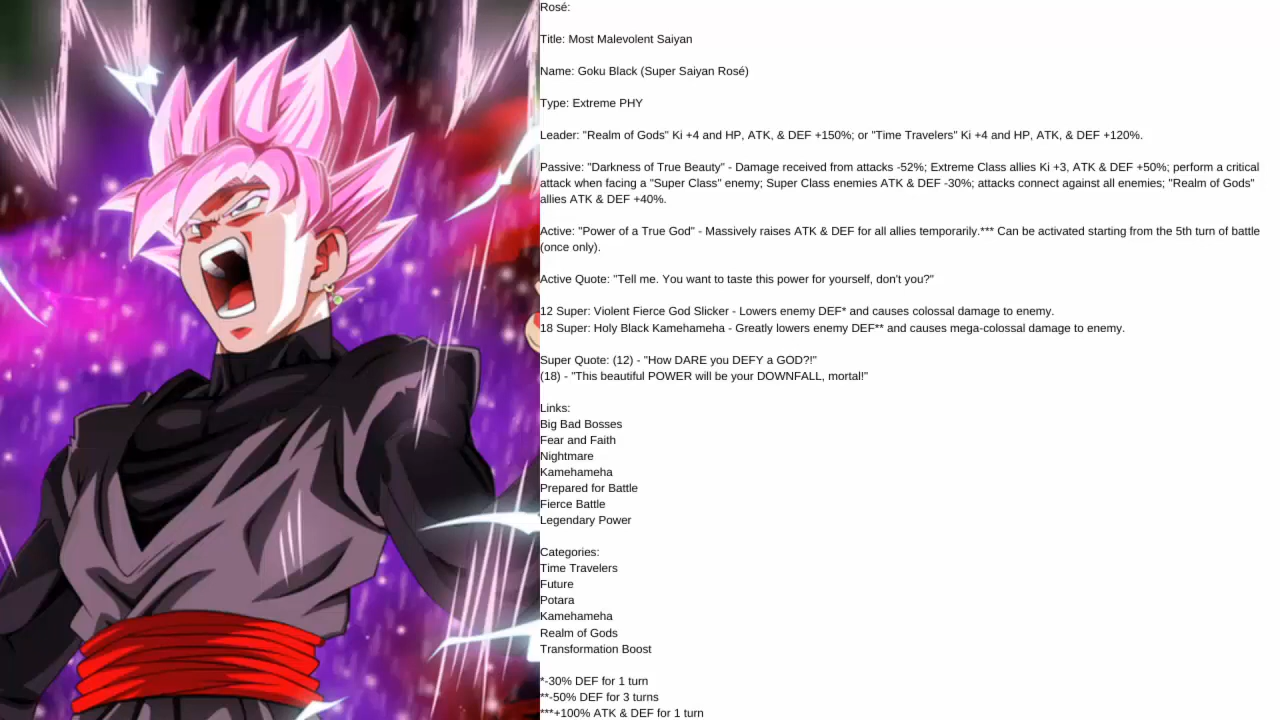 Rosé:
Title: Most Malevolent Saiyan
Name: Goku Black (Super Saiyan Rosé)
Type: Extreme PHY
Leader: "Realm of Gods" Ki +4 and HP, ATK, & DEF +150%; or "Time Travelers" Ki +4 and HP, ATK, & DEF +120%.
Passive: "Darkness of True Beauty" - Damage received from attacks -52%; Extreme Class allies Ki +3, ATK & DEF +50%; perform a critical
attack when facing a "Super Class" enemy; Super Class enemies ATK & DEF -30%; attacks connect against all enemies; "Realm of Gods"
allies ATK & DEF +40%.
Active: "Power of a True God" - Massively raises ATK & DEF for all allies temporarily.*** Can be activated starting from the 5th turn of battle
(once only).
Active Quote: "Tell me. You want to taste this power for yourself, don't you?"
12 Super: Violent Fierce God Slicker - Lowers enemy DEF* and causes colossal damage to enemy.
18 Super: Holy Black Kamehameha - Greatly lowers enemy DEF** and causes mega-colossal damage to enemy.
Super Quote: (12) - "How DARE you DEFY a GOD?!"
(18) - "This beautiful POWER will be your DOWNFALL, mortal!"
Links:
Big Bad Bosses
Fear and Faith
Nightmare
Kamehameha
Prepared for Battle
Fierce Battle
Legendary Power
Categories:
Time Travelers
Future
Potara
Kamehameha
Realm of Gods
Transformation Boost
*-30% DEF for 1 turn
**-50% DEF for 3 turns
***+100% ATK & DEF for 1 turn